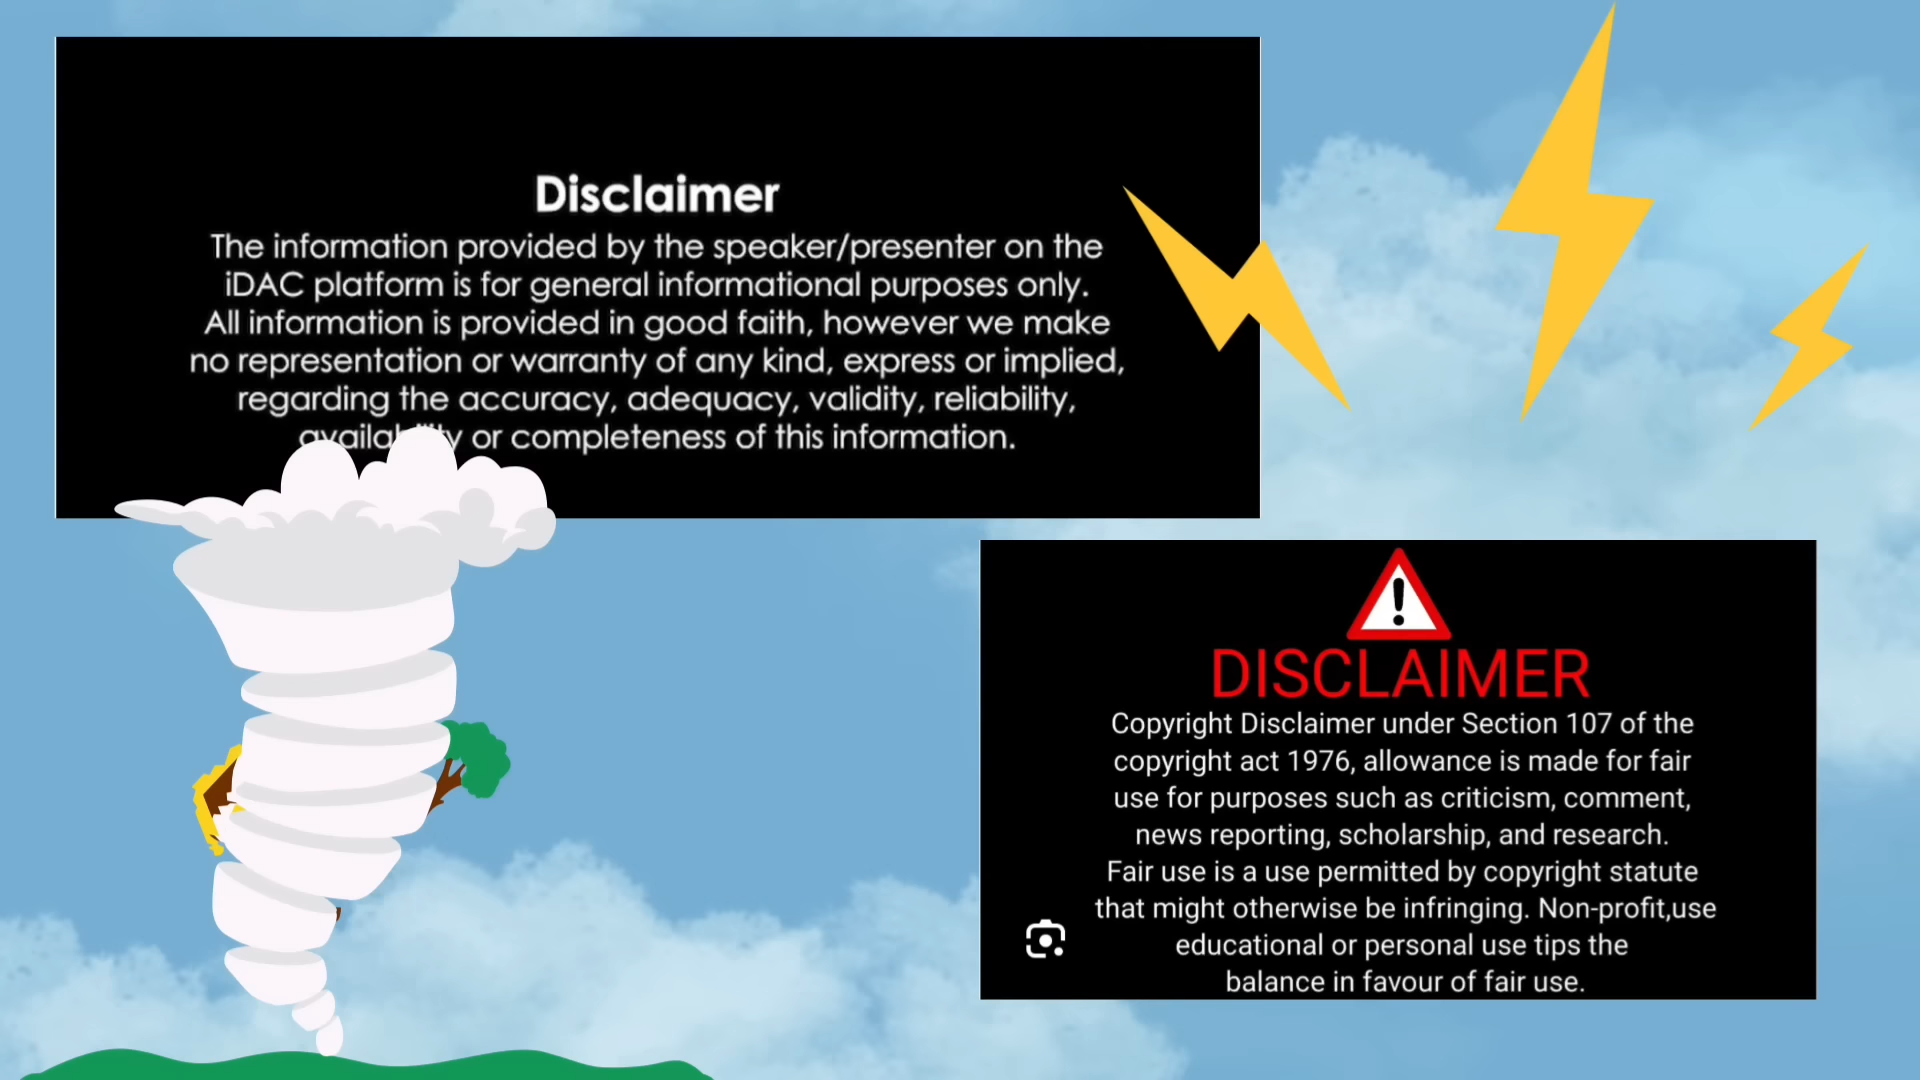 Disclaimer
The information provided by the speaker/presenter on the
iDAC platform is for general informational purposes only.
All information is provided in good faith, however we make
no representation or warranty of any kind, express or implied,
regarding the accuracy, adequacy, validity, reliability,
or completeness of this information.
DISCLAIMER
Copyright Disclaimer under Section 107 of the
copyright act 1976, allowance is made for fair
use for purposes such as criticism, comment,
news reporting, scholarship, and research.
Fair use is a use permitted by copyright statute
that might otherwise be infringing. Non-profit,use
educational or personal use tips the
balance in favour of fair use.